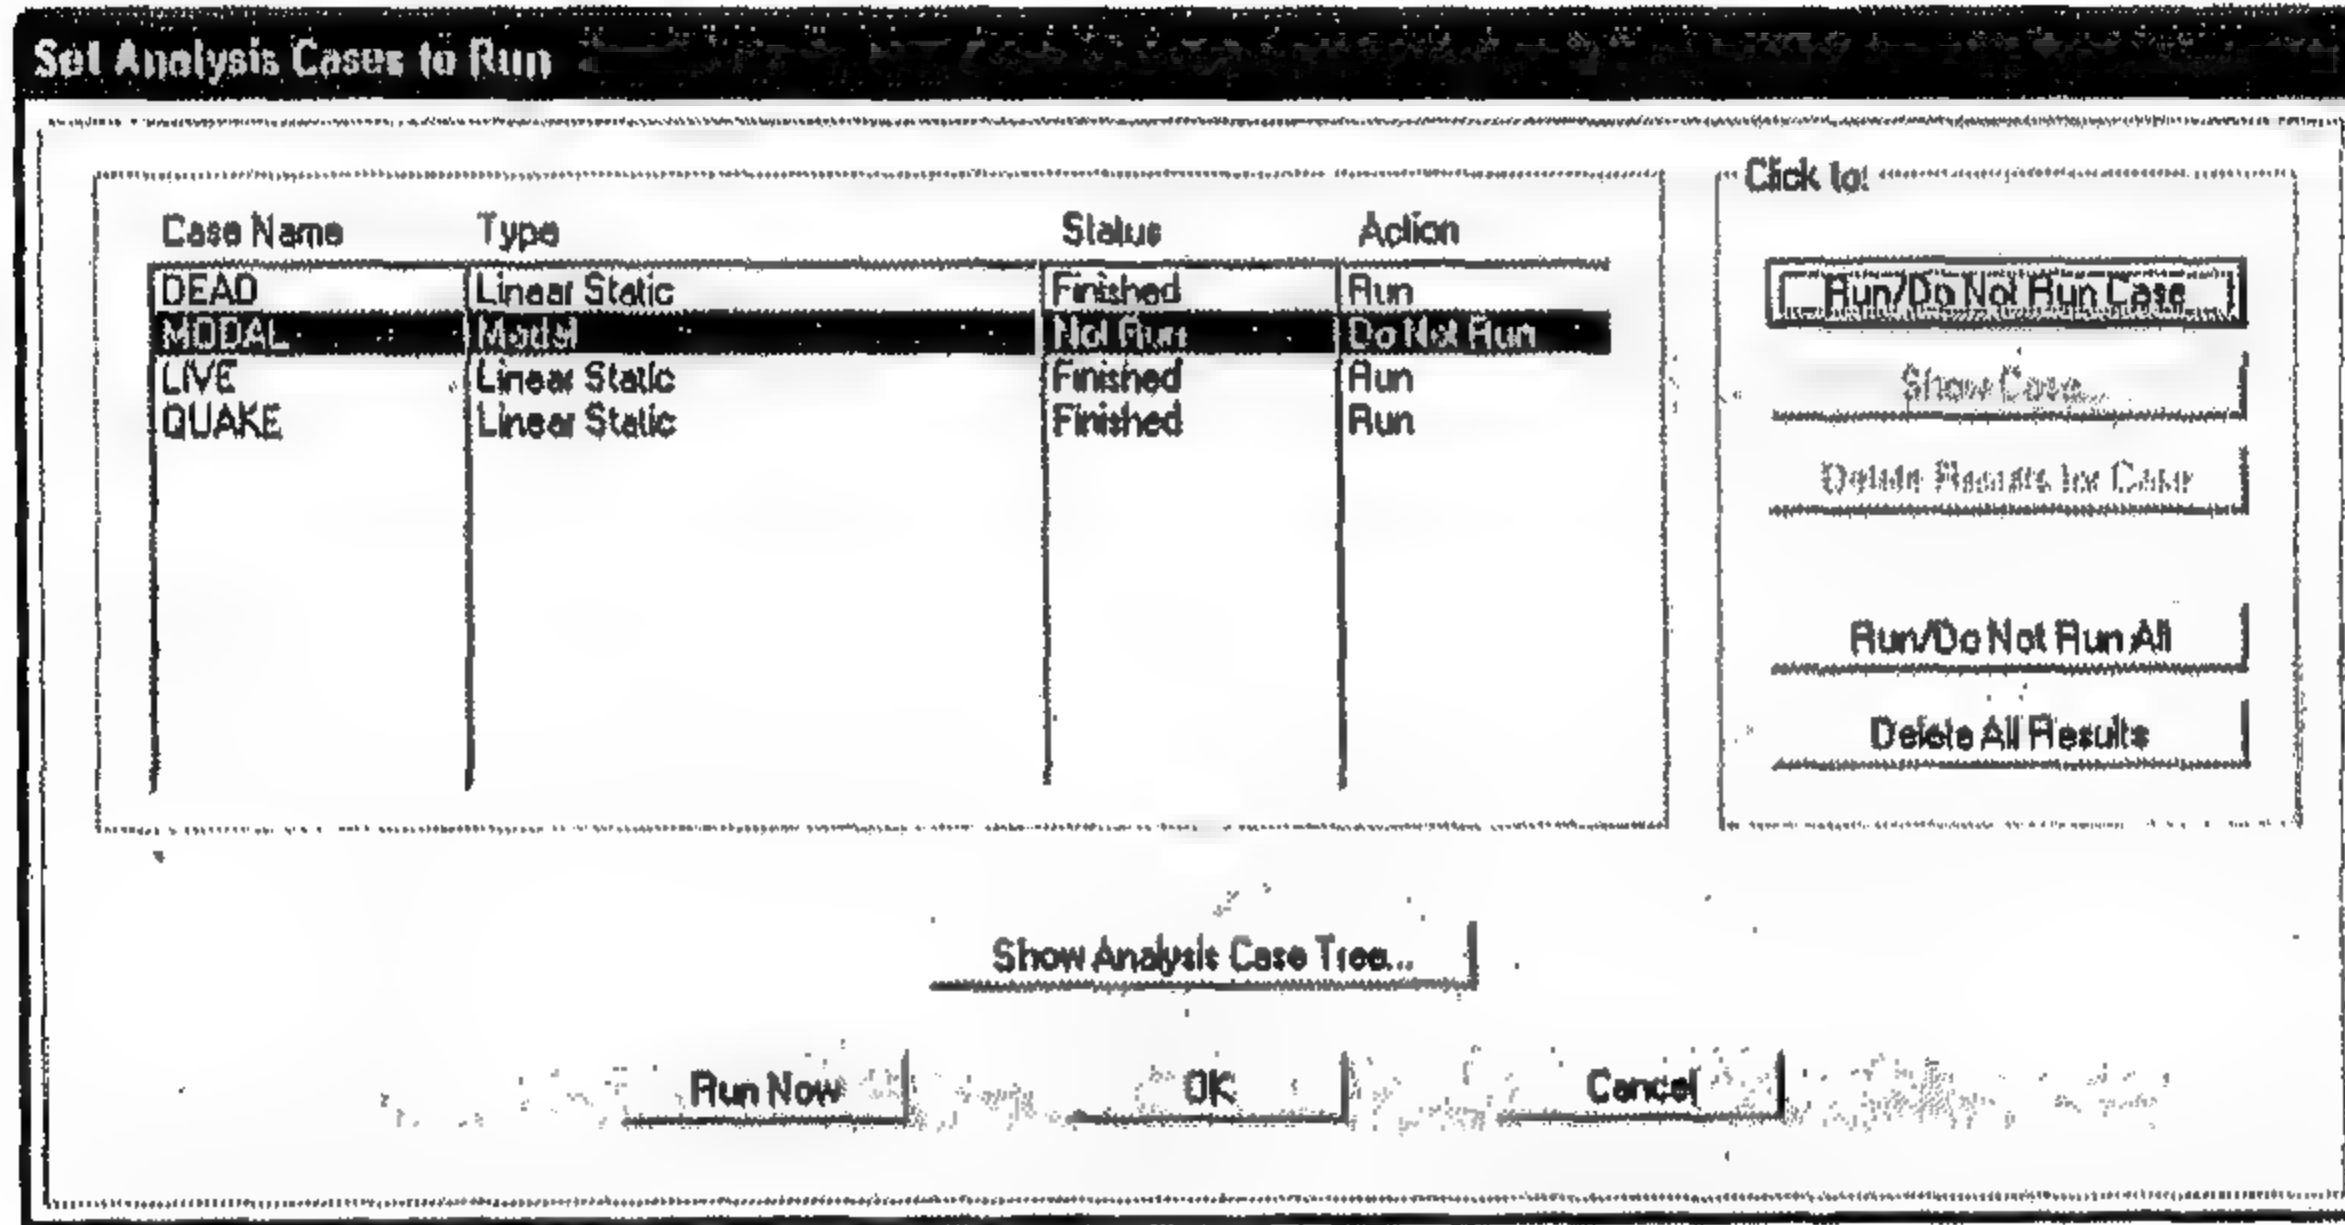 Set Analysis Cases to Run
Case Name Type Status Action
DEAD Linear Static Finished Run
MODAL Modal Not Run Do Not Run
LIVE Linear Static Finished Run
QUAKE Linear Static Finished Run
Click to:
Run/Do Not Run Case
Show Case...
Delete Results for Case
Run/Do Not Run All
Delete All Results
Show Analysis Case Tree...
Run Now OK Cancel